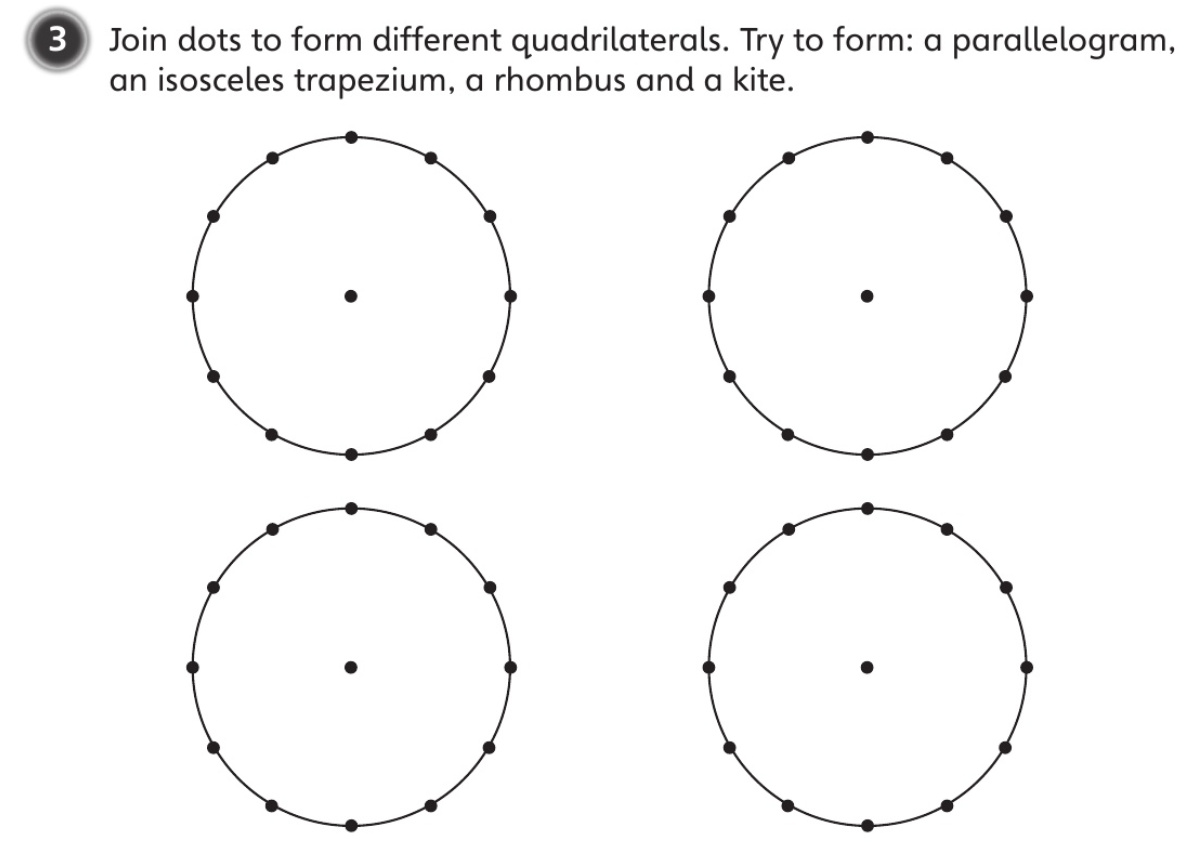 3 Join dots to form different quadrilaterals. Try to form: a parallelogram,
an isosceles trapezium, a rhombus and a kite.